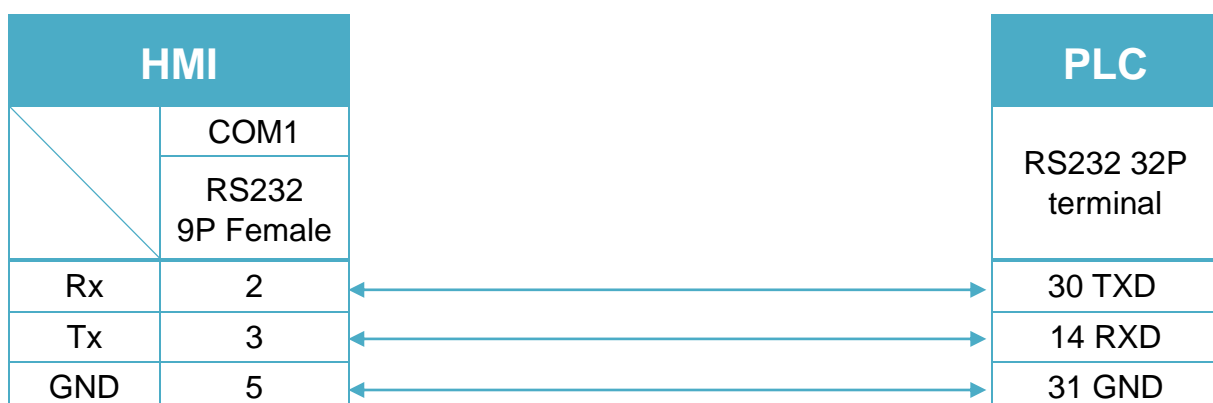 HMI
PLC
COM1
RS232
9P Female
RS232 32P
terminal
Rx 2 30 TXD
Tx 3 14 RXD
GND 5 31 GND